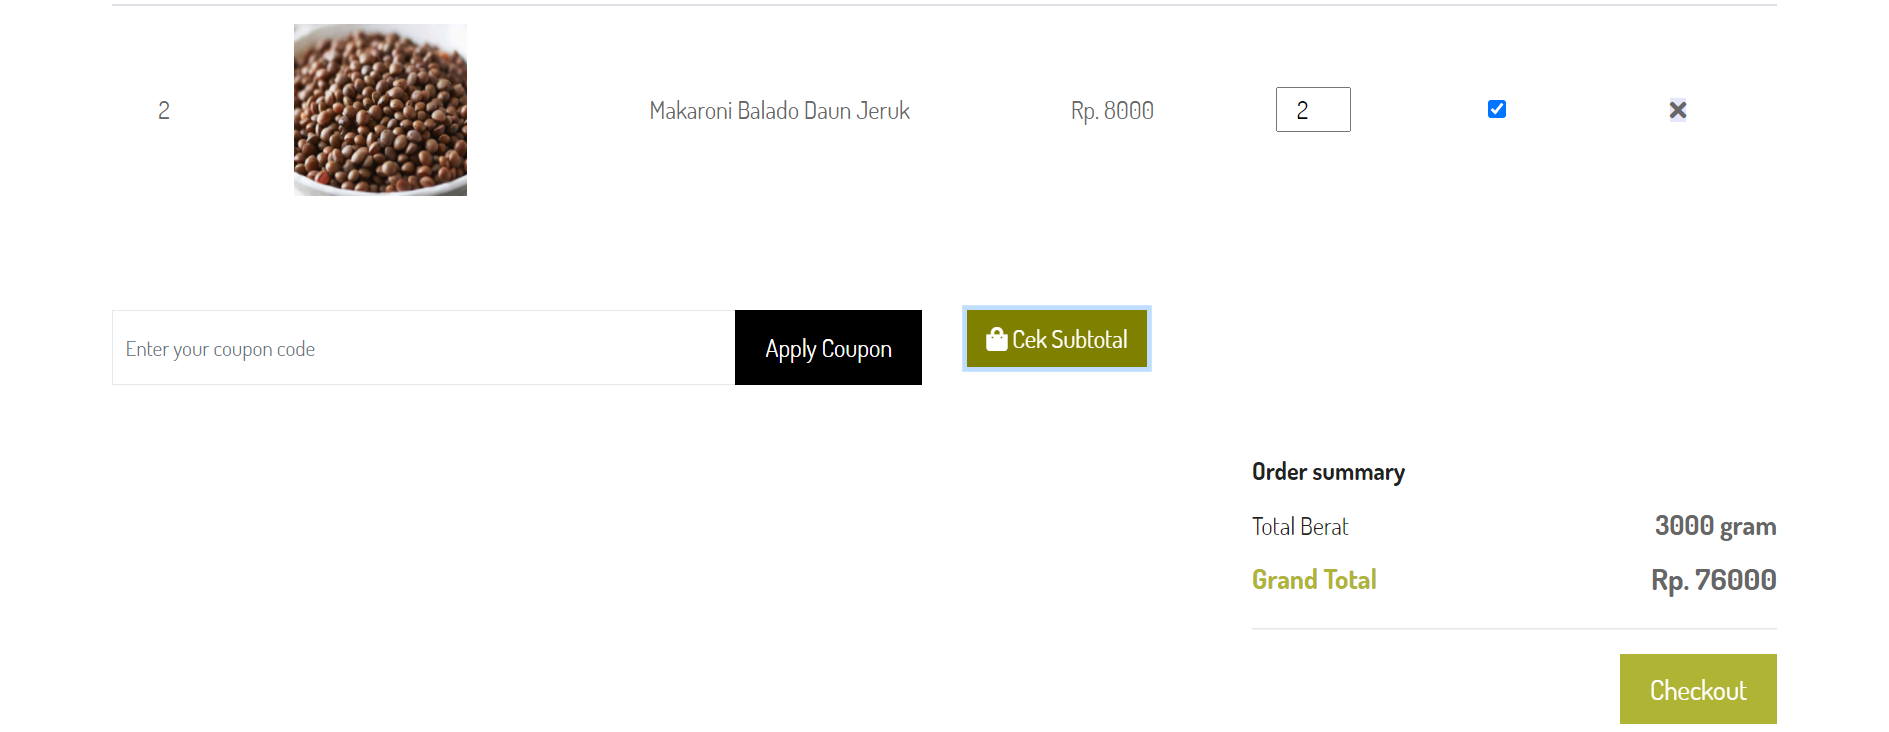 2 Makaroni Balado Daun Jeruk Rp. 8000 2
Enter your coupon code Apply Coupon Cek Subtotal
Order summary
Total Berat 3000 gram
Grand Total Rp. 76000
Checkout